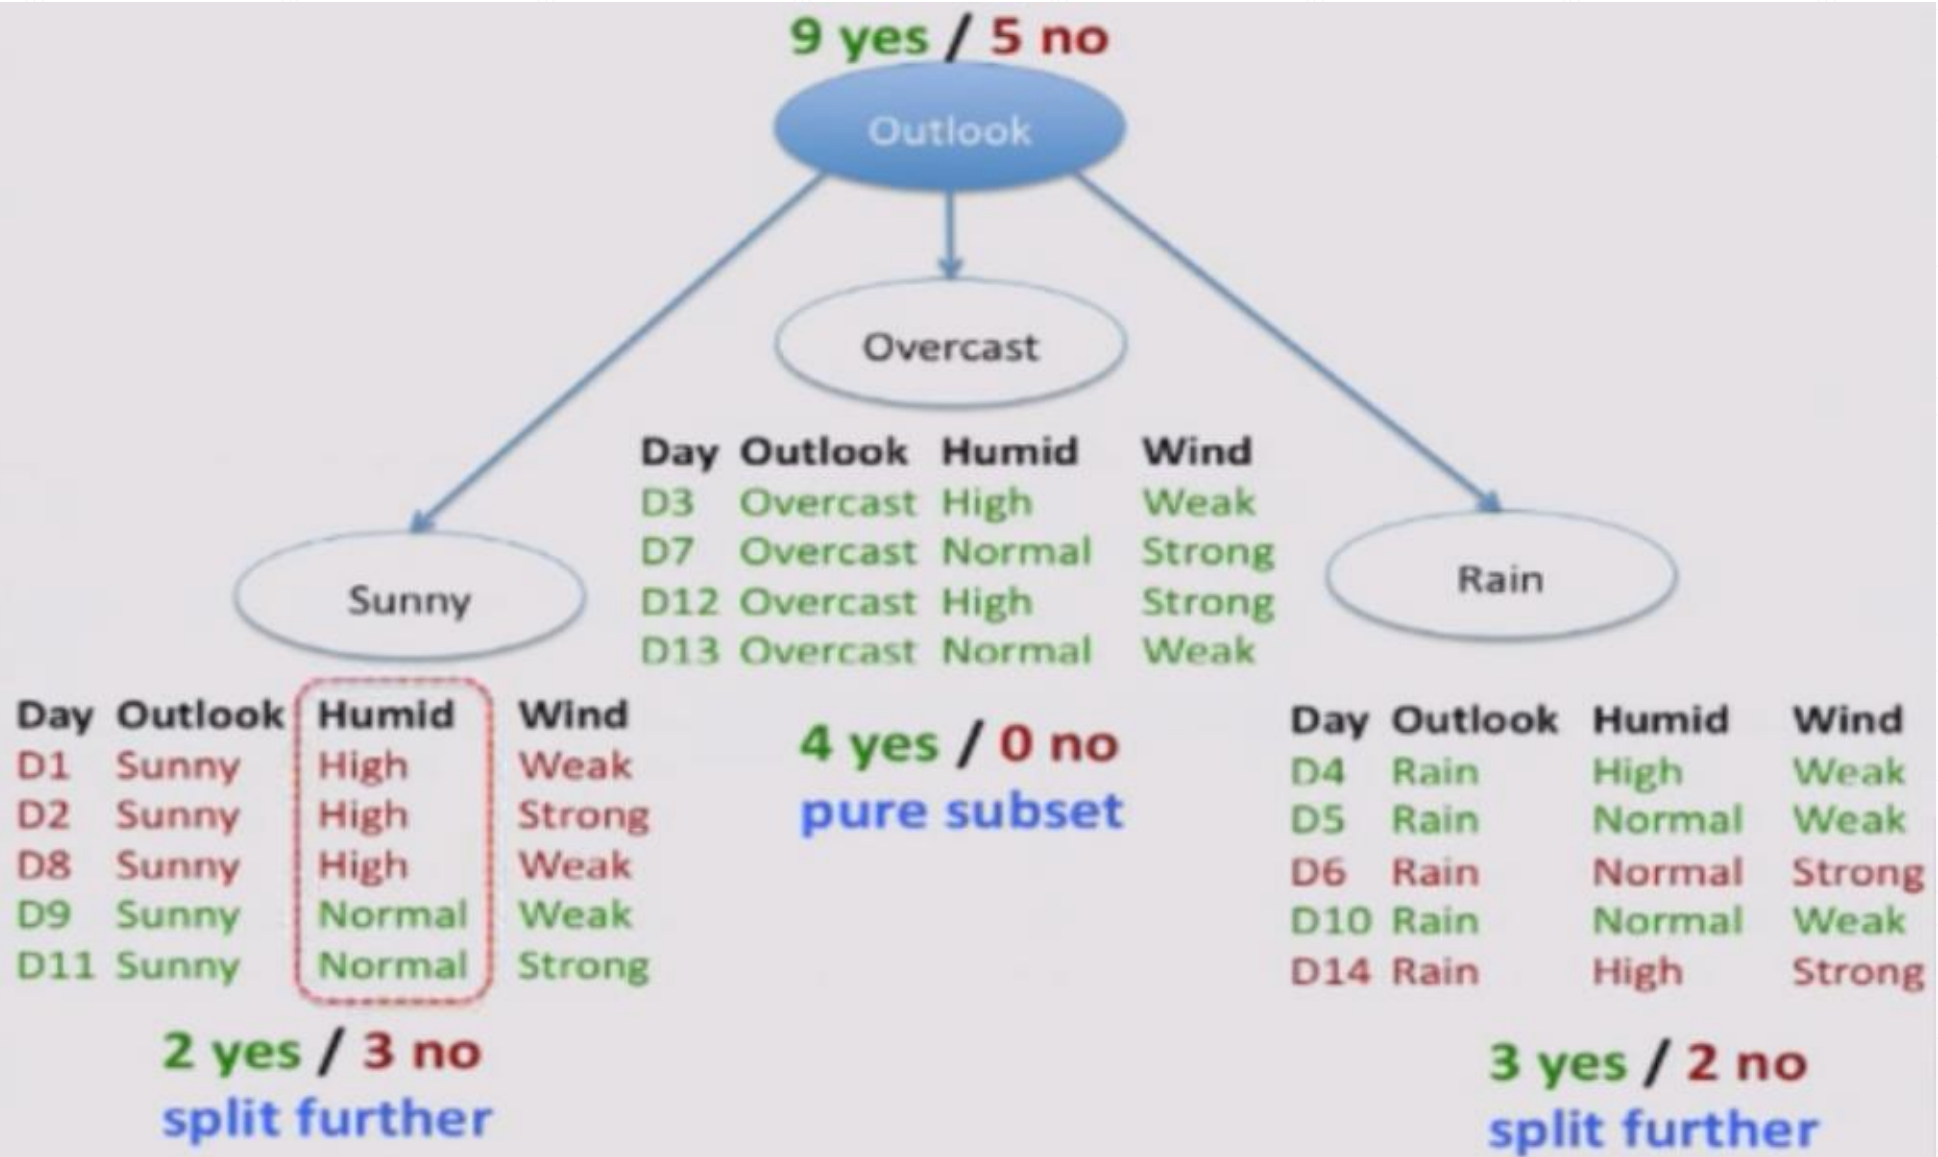 9 yes / 5 no
Outlook
Overcast
Day Outlook Humid Wind
D3 Overcast High Weak
D7 Overcast Normal Strong
D12 Overcast High Strong
D13 Overcast Normal Weak
4 yes / 0 no
pure subset
Sunny
Day Outlook Humid Wind
D1 Sunny High Weak
D2 Sunny High Strong
D8 Sunny High Weak
D9 Sunny Normal Weak
D11 Sunny Normal Strong
2 yes / 3 no
split further
Rain
Day Outlook Humid Wind
D4 Rain High Weak
D5 Rain Normal Weak
D6 Rain Normal Strong
D10 Rain Normal Weak
D14 Rain High Strong
3 yes / 2 no
split further